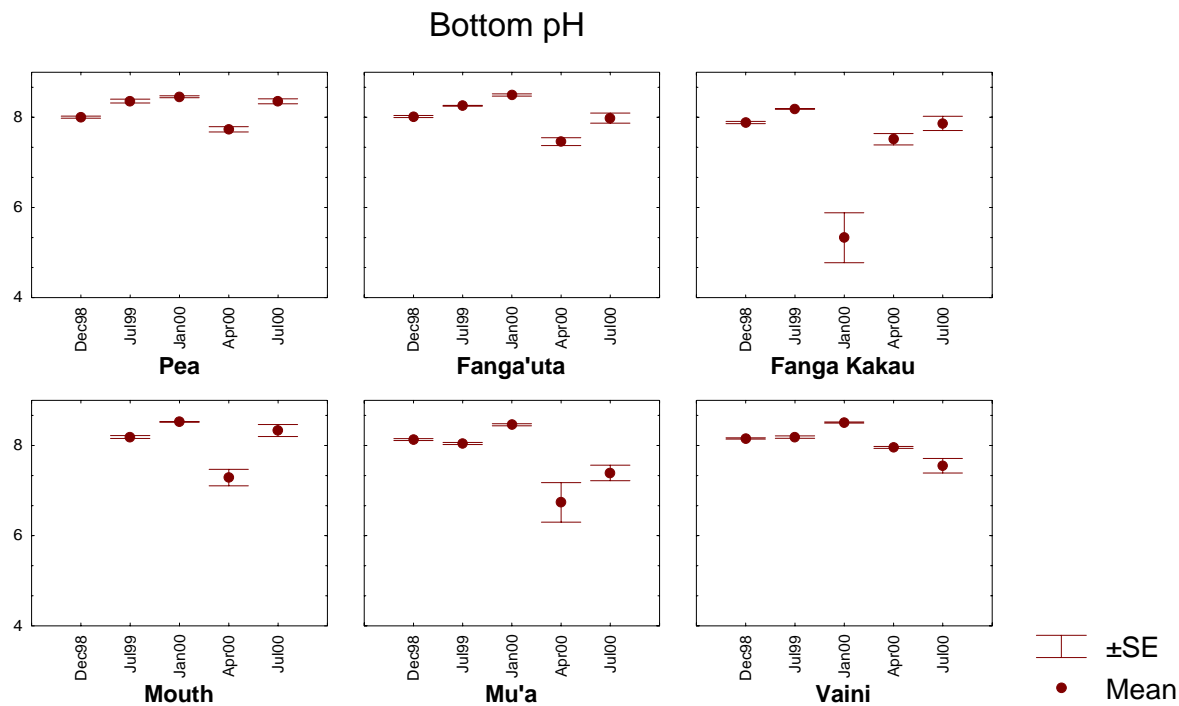 Bottom pH
8
6
4
Dec98 Jul99 Jan00 Apr00 Jul00
Pea
Dec98 Jul99 Jan00 Apr00 Jul00
Fanga'uta
Dec98 Jul99 Jan00 Apr00 Jul00
Fanga Kakau
8
6
4
Dec98 Jul99 Jan00 Apr00 Jul00
Mouth
Dec98 Jul99 Jan00 Apr00 Jul00
Mu'a
Dec98 Jul99 Jan00 Apr00 Jul00
Vaini
±SE
Mean